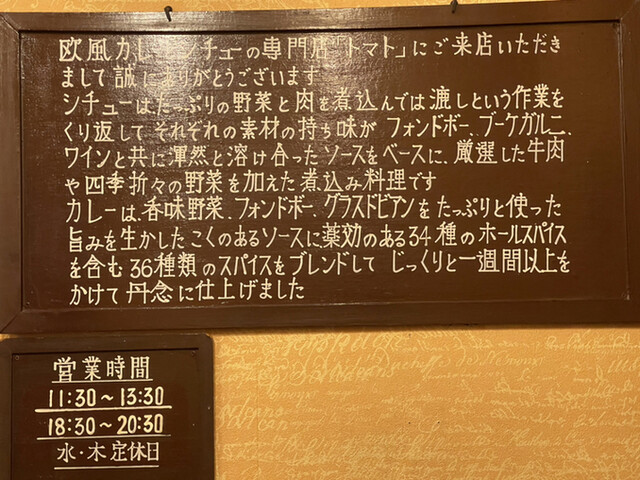 欧風カレー、シチューの専門店「トマト」にご来店いただき
まして誠にありがとうございます
シチューはたっぷりの野菜と肉を煮込んでは漉しという作業を
くり返してそれぞれの素材の持ち味が フォンドボー、ブーケガルニ、
ワインと共に渾然と溶け合ったソースをベースに、厳選した牛肉
や四季折々の野菜を加えた煮込み料理です
カレーは、香味野菜、フォンドボー、グラスドビアンをたっぷりと使った
旨みを生かしたこくのあるソースに薬効のある34種のホールスパイス
を含む36種類のスパイスをブレンドして じっくりと一週間以上を
かけて丹念に仕上げました
営業時間
11:30〜13:30
18:30〜20:30
水・木定休日